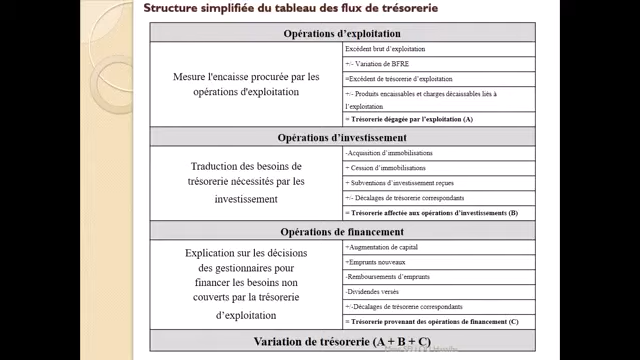 Structure simplifiée du tableau des flux de trésorerie
Opérations d'exploitation
Mesure l'encaisse procurée par les
opérations d'exploitation
Excédent brut d'exploitation
+/- Variation de BFRE
=Excédent de trésorerie d'exploitation
+/- Produits encaissables et charges décaissables liés à
l'exploitation
= Trésorerie dégagée par l'exploitation (A)
Opérations d'investissement
Traduction des besoins de
trésorerie nécessités par les
investissement
-Acquisition d'immobilisations
+ Cession d'immobilisations
+ Subventions d'investissement reçues
+/- Décalages de trésorerie correspondants
= Trésorerie affectée aux opérations d'investissements (B)
Opérations de financement
Explication sur les décisions
des gestionnaires pour
financer les besoins non
couverts par la trésorerie
d'exploitation
+Augmentation de capital
+Emprunts nouveaux
-Remboursements d'emprunts
-Dividendes versés
+/-Décalages de trésorerie correspondants
= Trésorerie provenant des opérations de financement (C)
Variation de trésorerie (A + B + C)